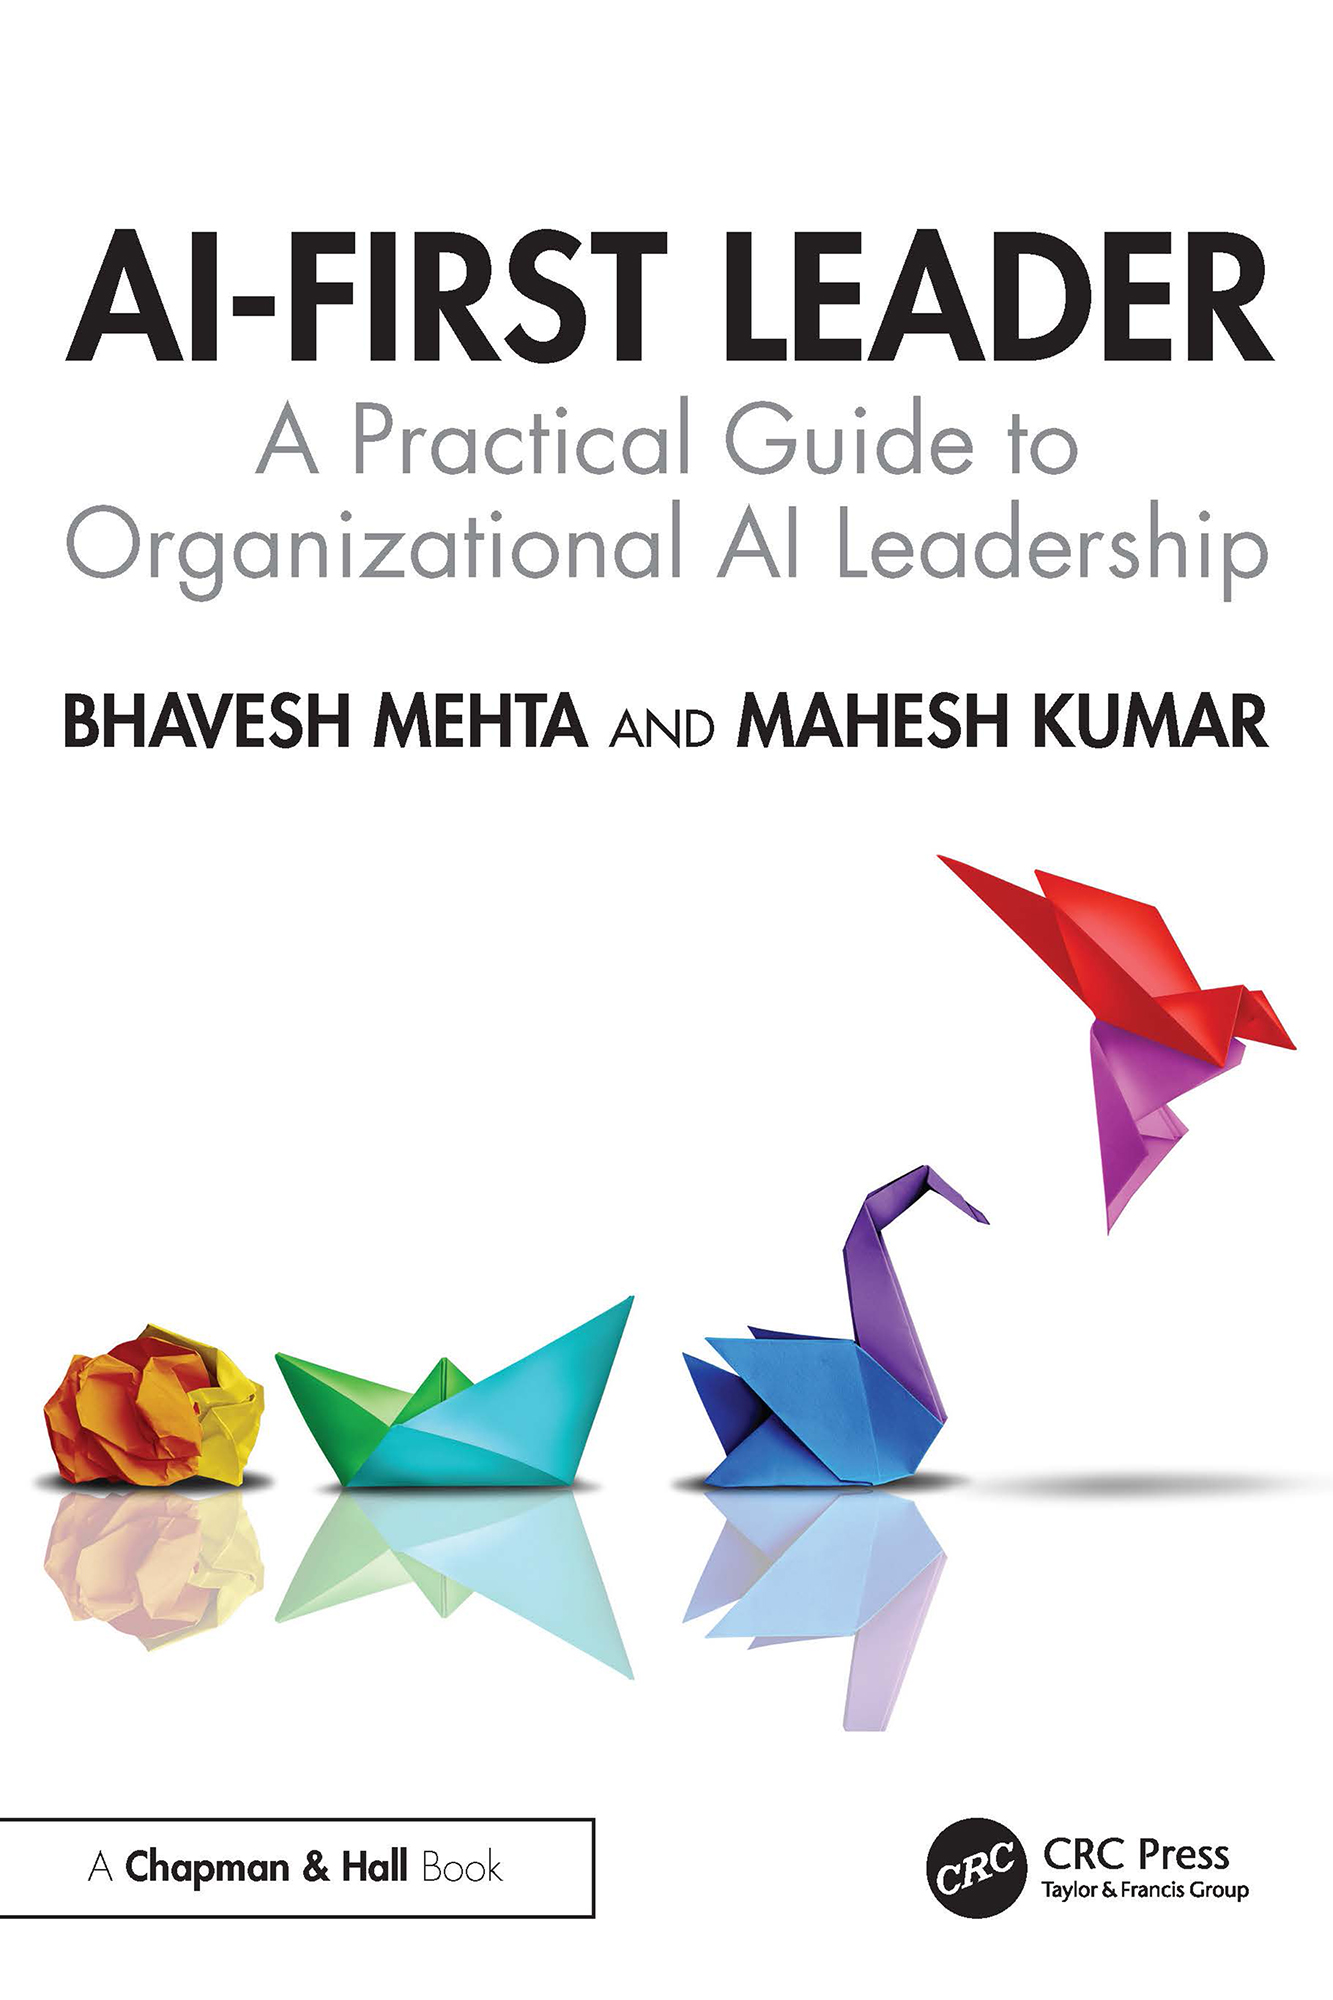 AI-FIRST LEADER
A Practical Guide to
Organizational AI Leadership
BHAVESH MEHTA AND MAHESH KUMAR
A Chapman & Hall Book
CRC
CRC Press
Taylor & Francis Group